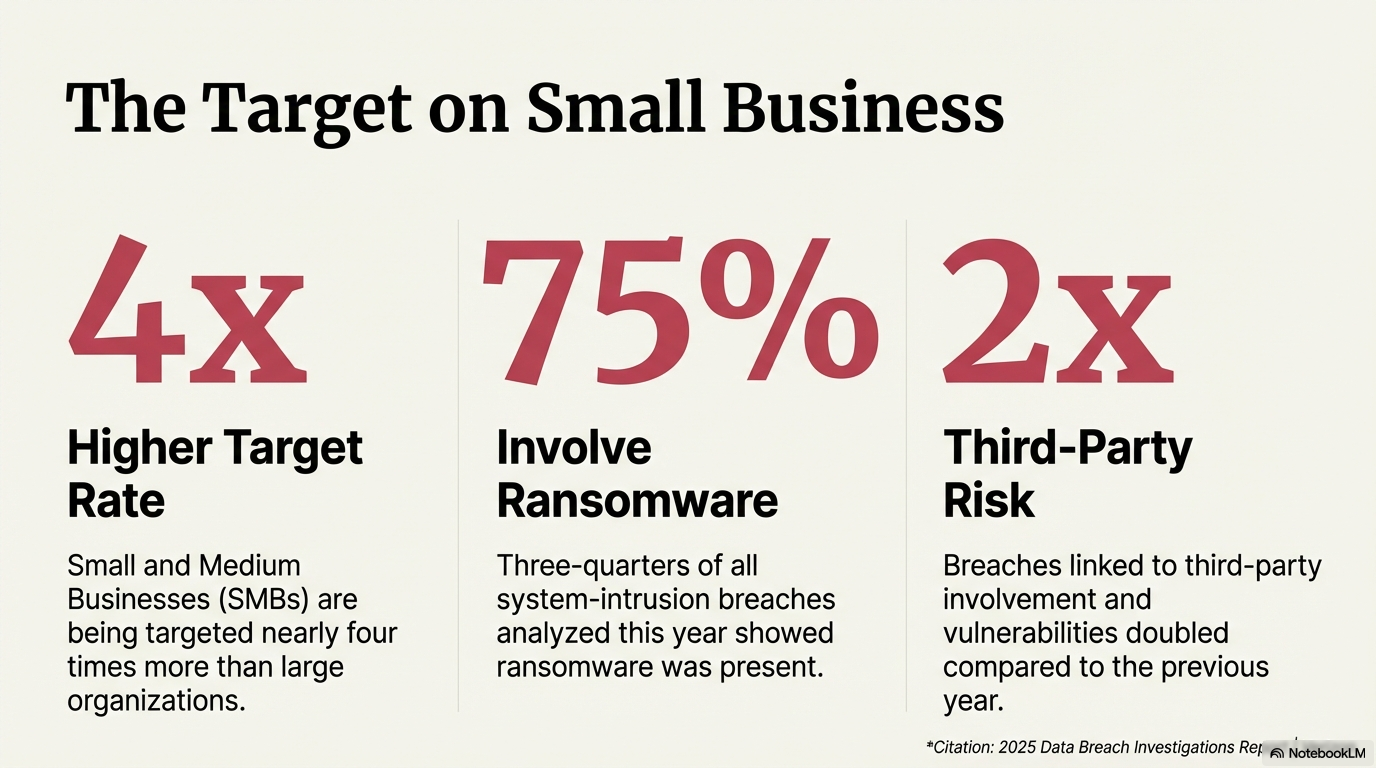 The Target on Small Business
4x
Higher Target
Rate
Small and Medium
Businesses (SMBs) are
being targeted nearly four
times more than large
organizations.
75%
Involve
Ransomware
Three-quarters of all
system-intrusion breaches
analyzed this year showed
ransomware was present.
2x
Third-Party
Risk
Breaches linked to third-party
involvement and
vulnerabilities doubled
compared to the previous
year.
*Citation: 2025 Data Breach Investigations
NotebookLM